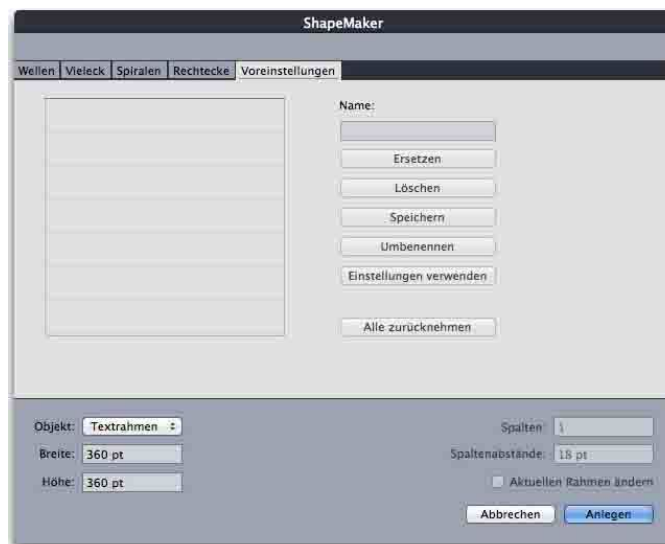 ShapeMaker
Wellen Vieleck Spiralen Rechtecke Voreinstellungen
Name:
Ersetzen
Löschen
Speichern
Umbenennen
Einstellungen verwenden
Alle zurücknehmen
Objekt: Textrahmen
Breite: 360 pt
Höhe: 360 pt
Spalten: 1
Spaltenabstände: 18 pt
Aktuellen Rahmen ändern
Abbrechen Anlegen